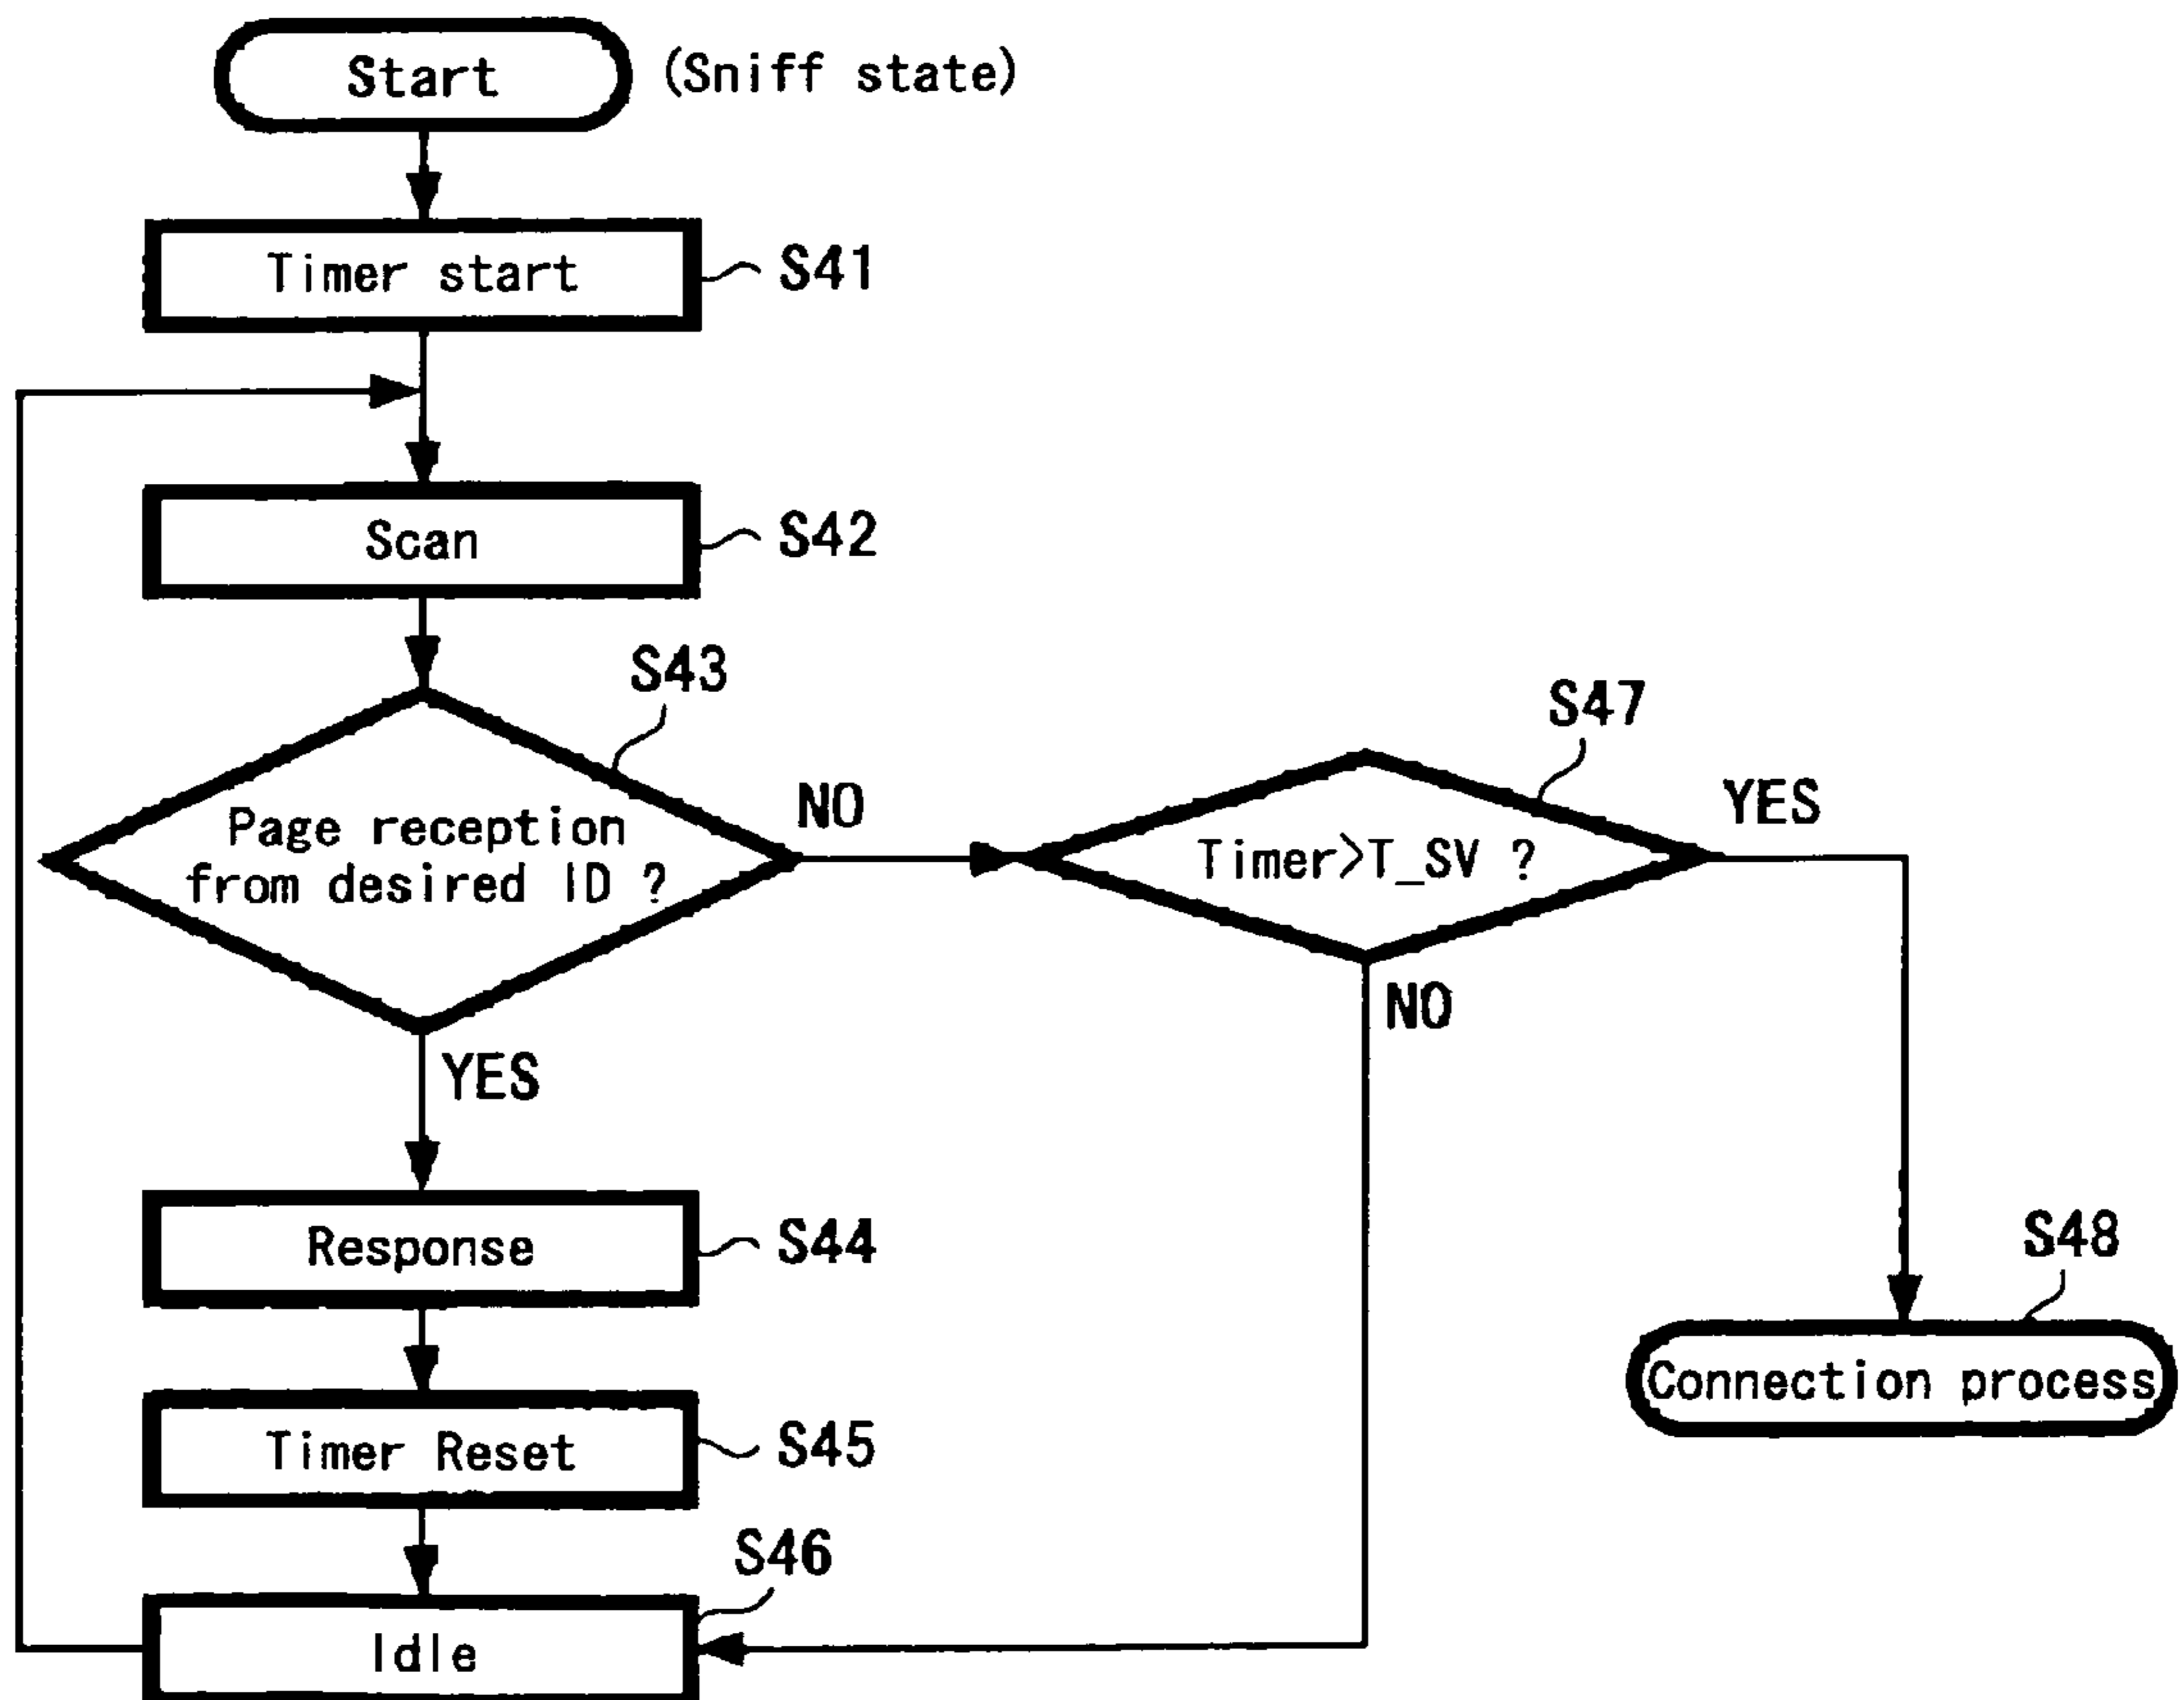 Start
(Sniff state)
Timer start
S41
Scan
S42
S43
Page reception
from desired ID ?
NO
YES
S47
Timer>T_SV ?
YES
NO
Response
S44
Timer Reset
S45
S46
Idle
S48
Connection process